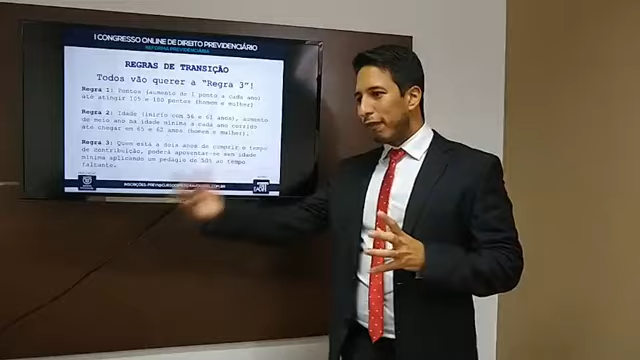 I CONGRESSO ONLINE DE DIREITO PREVIDENCIÁRIO
REFORMA PREVIDENCIÁRIA
REGRAS DE TRANSIÇÃO
Todos vão querer a "Regra 3"!
Regra 1: Pontos (aumento de 1 ponto a cada ano)
até atingir 105 e 100 pontos (homem e mulher)
Regra 2: Idade (início com 56 e 61 anos), aumento
de meio ano na idade mínima a cada ano corrido
até chegar em 65 e 62 anos (homem e mulher).
Regra 3: Quem está a dois anos de cumprir o tempo
de contribuição, poderá aposentar-se sem idade
mínima aplicando um pedágio de 50% ao tempo
faltante.